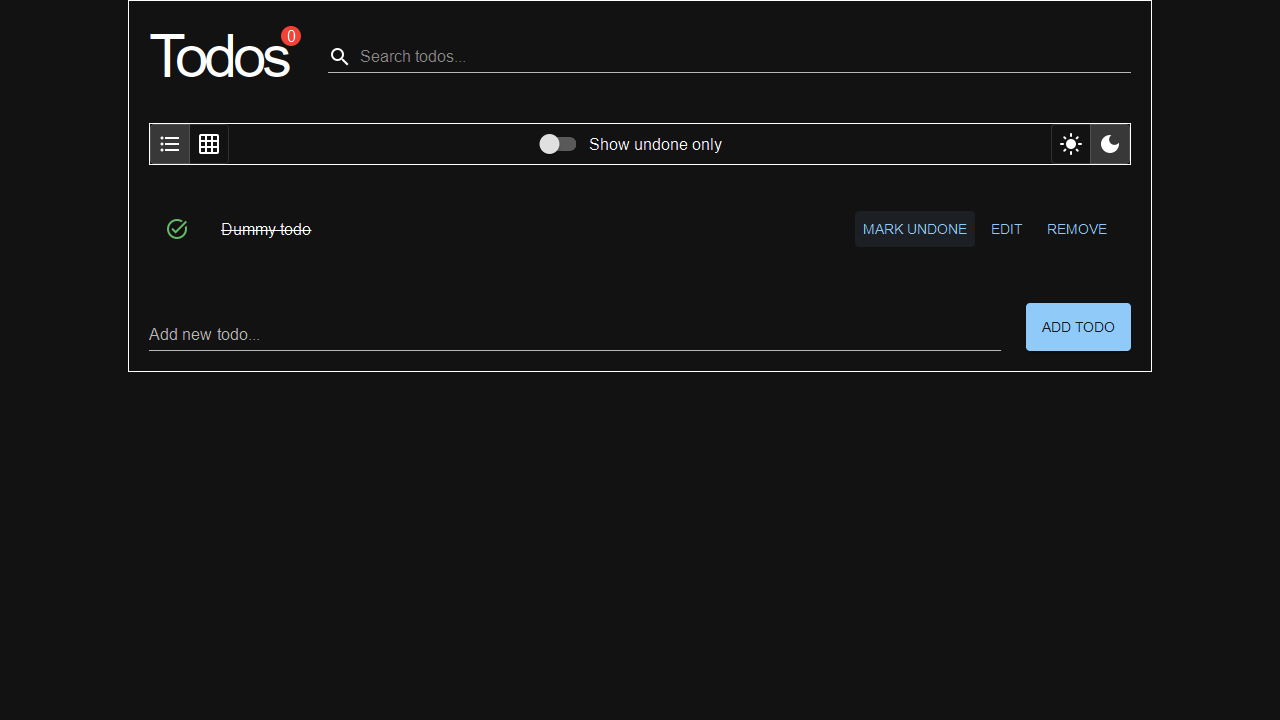 Todos 0
Search todos...
Show undone only
Dummy todo MARK UNDONE EDIT REMOVE
Add new todo... ADD TODO